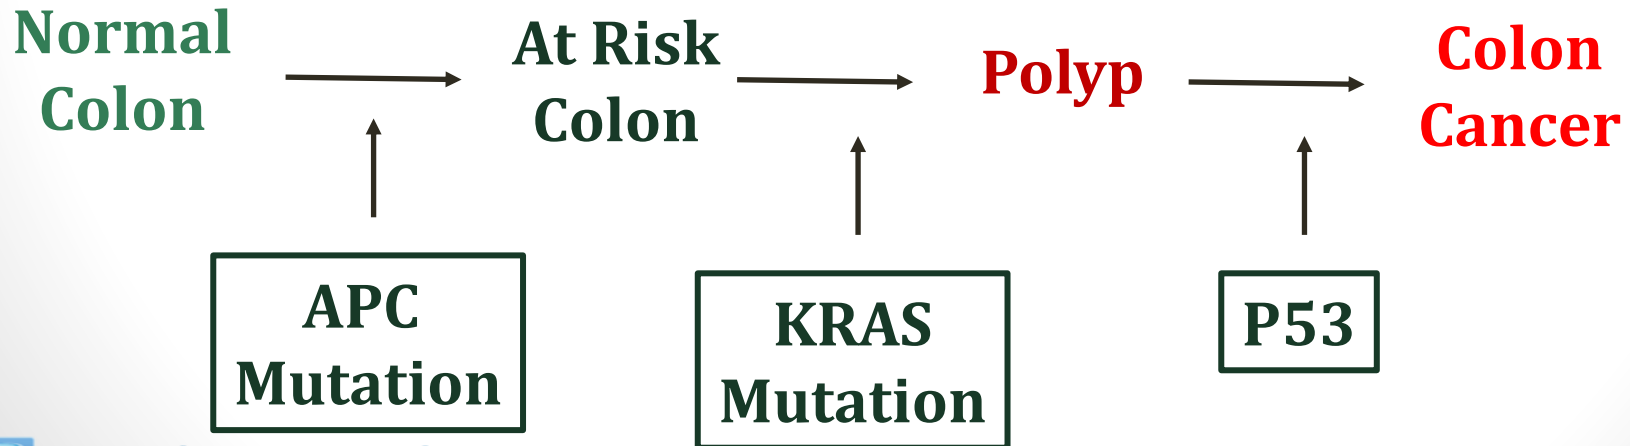 Normal
Colon
At Risk
Colon
Polyp
Colon
Cancer
APC
Mutation
KRAS
Mutation
P53